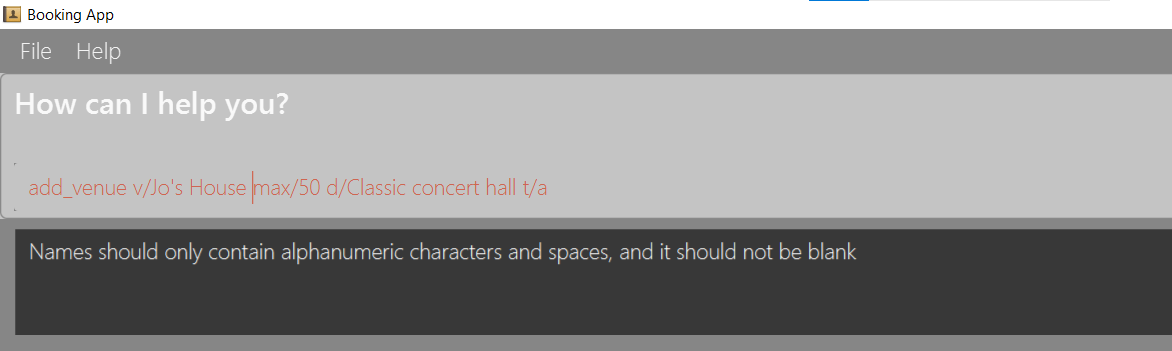 Booking App
File Help
How can I help you?
add_venue v/Jo's House max/50 d/Classic concert hall t/a
Names should only contain alphanumeric characters and spaces, and it should not be blank